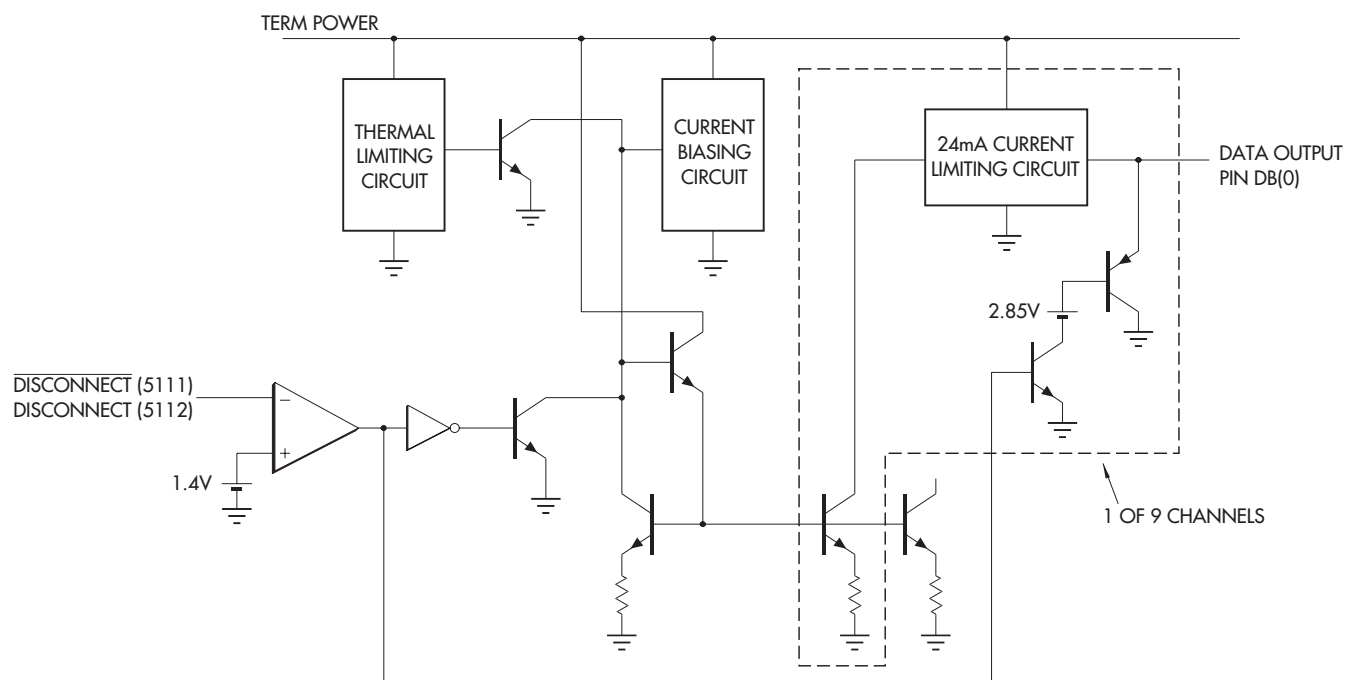 TERM POWER
THERMAL
LIMITING
CIRCUIT
CURRENT
BIASING
CIRCUIT
24mA CURRENT
LIMITING CIRCUIT
DATA OUTPUT
PIN DB(0)
2.85V
DISCONNECT (5111)
DISCONNECT (5112)
−
+
1.4V
1 OF 9 CHANNELS